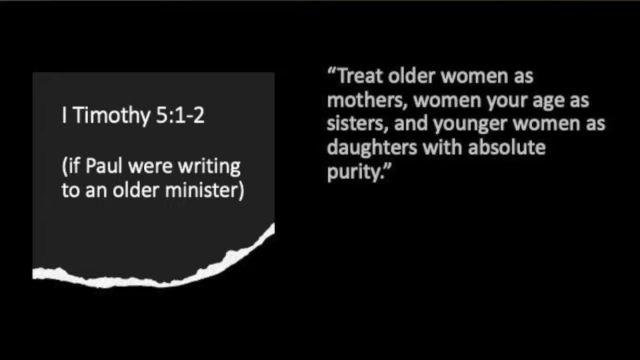 I Timothy 5:1-2
(if Paul were writing
to an older minister)
“Treat older women as
mothers, women your age as
sisters, and younger women as
daughters with absolute
purity.”